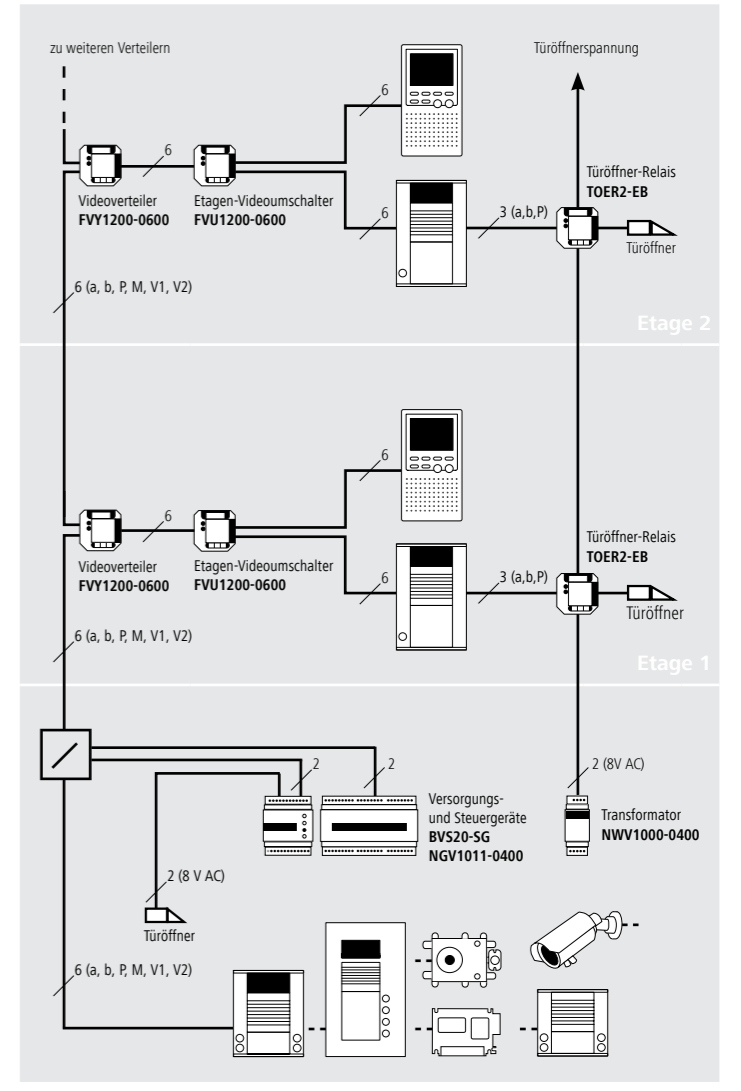 zu weiteren Verteilern
Türöffnerspannung
6
6
Türöffner-Relais
TOER2-EB
Videoverteiler
FVY1200-0600
Etagen-Videoumschalter
FVU1200-0600
6
3 (a,b,P)
Türöffner
6 (a, b, P, M, V1, V2)
Etage 2
6
6
Türöffner-Relais
TOER2-EB
Videoverteiler
FVY1200-0600
Etagen-Videoumschalter
FVU1200-0600
6
3 (a,b,P)
Türöffner
6 (a, b, P, M, V1, V2)
Etage 1
2
2
2 (8V AC)
Versorgungs-
und Steuergeräte
BVS20-SG
NGV1011-0400
Transformator
NWV1000-0400
2 (8 V AC)
Türöffner
6 (a, b, P, M, V1, V2)